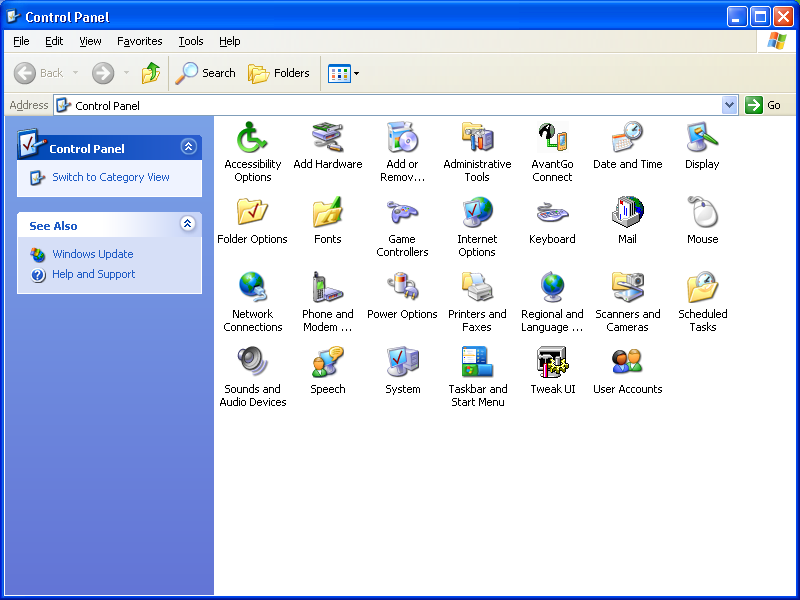 Control Panel
File Edit View Favorites Tools Help
Back Search Folders
Address Control Panel Go
Control Panel
Switch to Category View
See Also
Windows Update
Help and Support
Accessibility Options
Add Hardware
Add or Remov...
Administrative Tools
AvantGo Connect
Date and Time
Display
Folder Options
Fonts
Game Controllers
Internet Options
Keyboard
Mail
Mouse
Network Connections
Phone and Modem ...
Power Options
Printers and Faxes
Regional and Language ...
Scanners and Cameras
Scheduled Tasks
Sounds and Audio Devices
Speech
System
Taskbar and Start Menu
Tweak UI
User Accounts